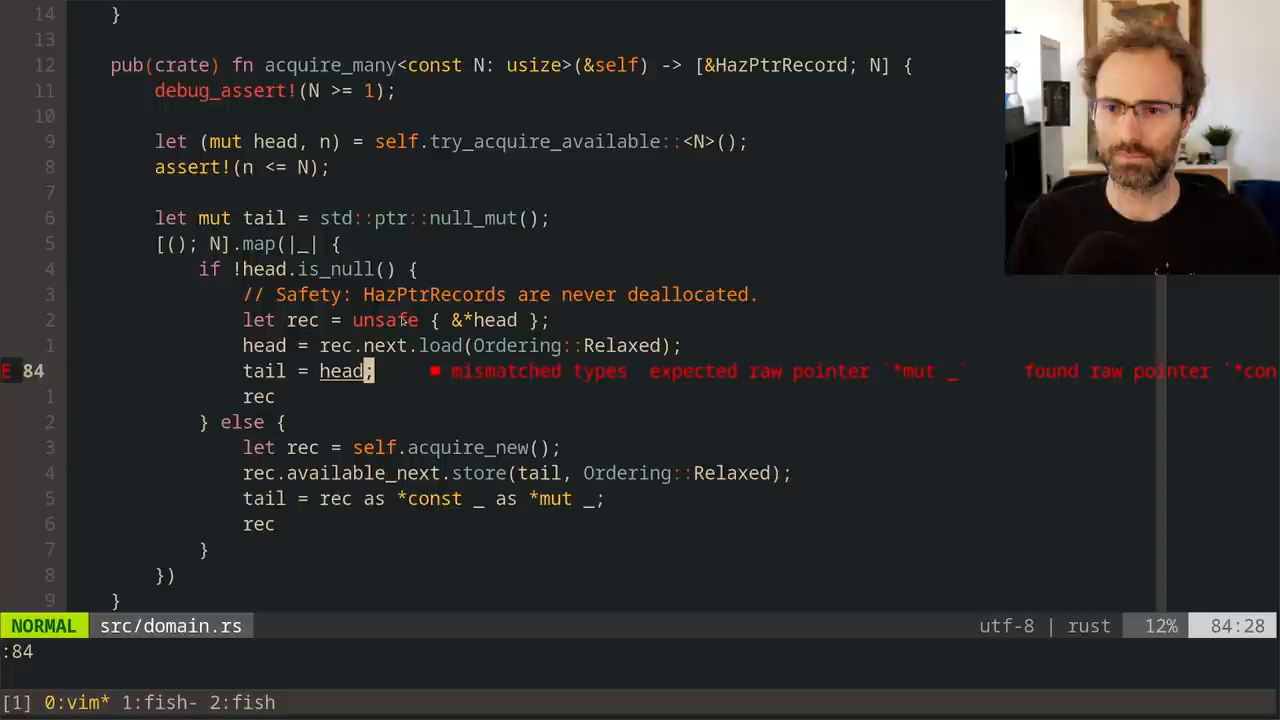 14 }
13
12 pub(crate) fn acquire_many<const N: usize>(&self) -> [&HazPtrRecord; N] {
11 debug_assert!(N >= 1);
10
9 let (mut head, n) = self.try_acquire_available::<N>();
8 assert!(n <= N);
7
6 let mut tail = std::ptr::null_mut();
5 [(); N].map(|_| {
4 if !head.is_null() {
3 // Safety: HazPtrRecords are never deallocated.
2 let rec = unsafe { &*head };
1 head = rec.next.load(Ordering::Relaxed);
E 84 tail = head; ■ mismatched types expected raw pointer `*mut _` found raw pointer `*con
1 rec
2 } else {
3 let rec = self.acquire_new();
4 rec.available_next.store(tail, Ordering::Relaxed);
5 tail = rec as *const _ as *mut _;
6 rec
7 }
8 })
9 }
NORMAL src/domain.rs utf-8 | rust 12% 84:28
:84
[1] 0:vim* 1:fish- 2:fish